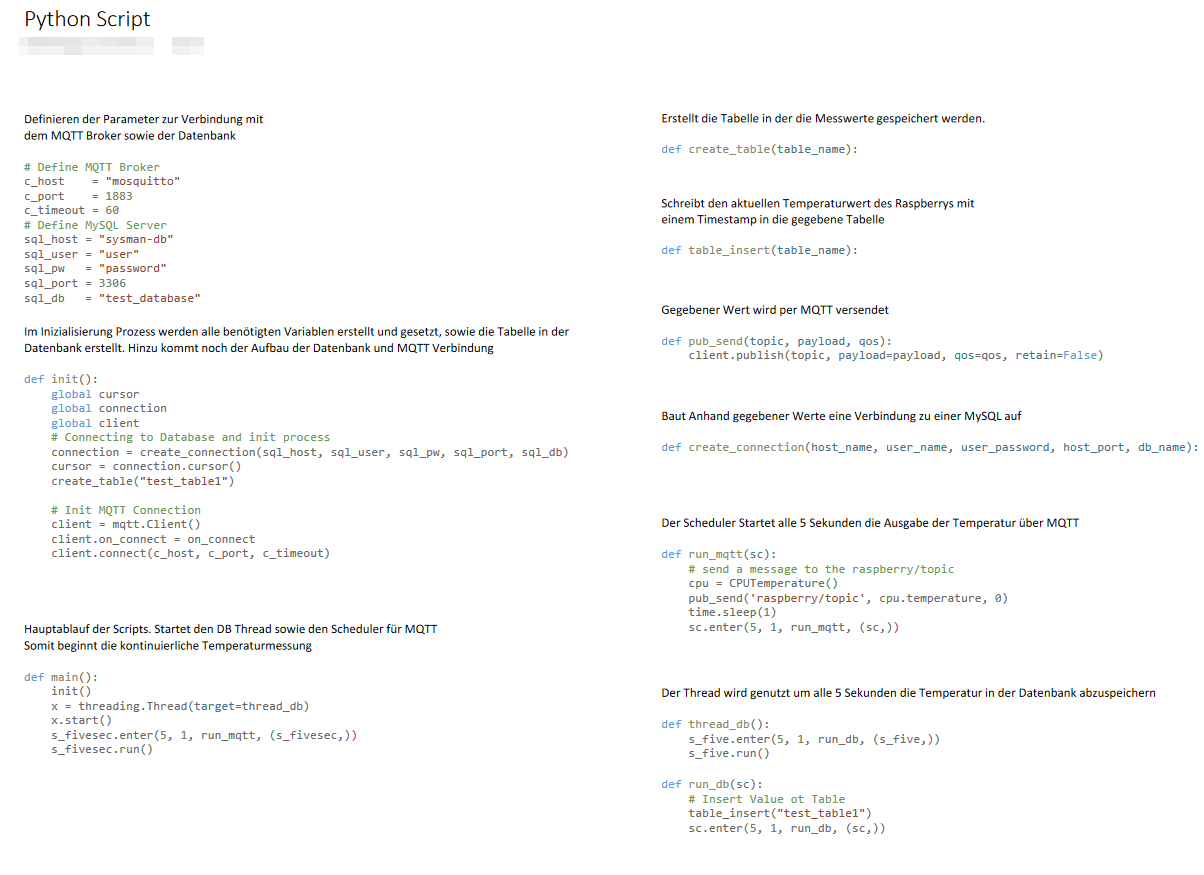 Python Script
Definieren der Parameter zur Verbindung mit
dem MQTT Broker sowie der Datenbank
# Define MQTT Broker
c_host    = "mosquitto"
c_port    = 1883
c_timeout = 60
# Define MySQL Server
sql_host = "sysman-db"
sql_user = "user"
sql_pw   = "password"
sql_port = 3306
sql_db   = "test_database"
Im Inizialisierung Prozess werden alle benötigten Variablen erstellt und gesetzt, sowie die Tabelle in der
Datenbank erstellt. Hinzu kommt noch der Aufbau der Datenbank und MQTT Verbindung
def init():
    global cursor
    global connection
    global client
    # Connecting to Database and init process
    connection = create_connection(sql_host, sql_user, sql_pw, sql_port, sql_db)
    cursor = connection.cursor()
    create_table("test_table1")
    # Init MQTT Connection
    client = mqtt.Client()
    client.on_connect = on_connect
    client.connect(c_host, c_port, c_timeout)
Hauptablauf der Scripts. Startet den DB Thread sowie den Scheduler für MQTT
Somit beginnt die kontinuierliche Temperaturmessung
def main():
    init()
    x = threading.Thread(target=thread_db)
    x.start()
    s_fivesec.enter(5, 1, run_mqtt, (s_fivesec,))
    s_fivesec.run()
Erstellt die Tabelle in der die Messwerte gespeichert werden.
def create_table(table_name):
Schreibt den aktuellen Temperaturwert des Raspberrys mit
einem Timestamp in die gegebene Tabelle
def table_insert(table_name):
Gegebener Wert wird per MQTT versendet
def pub_send(topic, payload, qos):
    client.publish(topic, payload=payload, qos=qos, retain=False)
Baut Anhand gegebener Werte eine Verbindung zu einer MySQL auf
def create_connection(host_name, user_name, user_password, host_port, db_name):
Der Scheduler Startet alle 5 Sekunden die Ausgabe der Temperatur über MQTT
def run_mqtt(sc):
    # send a message to the raspberry/topic
    cpu = CPUTemperature()
    pub_send('raspberry/topic', cpu.temperature, 0)
    time.sleep(1)
    sc.enter(5, 1, run_mqtt, (sc,))
Der Thread wird genutzt um alle 5 Sekunden die Temperatur in der Datenbank abzuspeichern
def thread_db():
    s_five.enter(5, 1, run_db, (s_five,))
    s_five.run()
def run_db(sc):
    # Insert Value ot Table
    table_insert("test_table1")
    sc.enter(5, 1, run_db, (sc,))